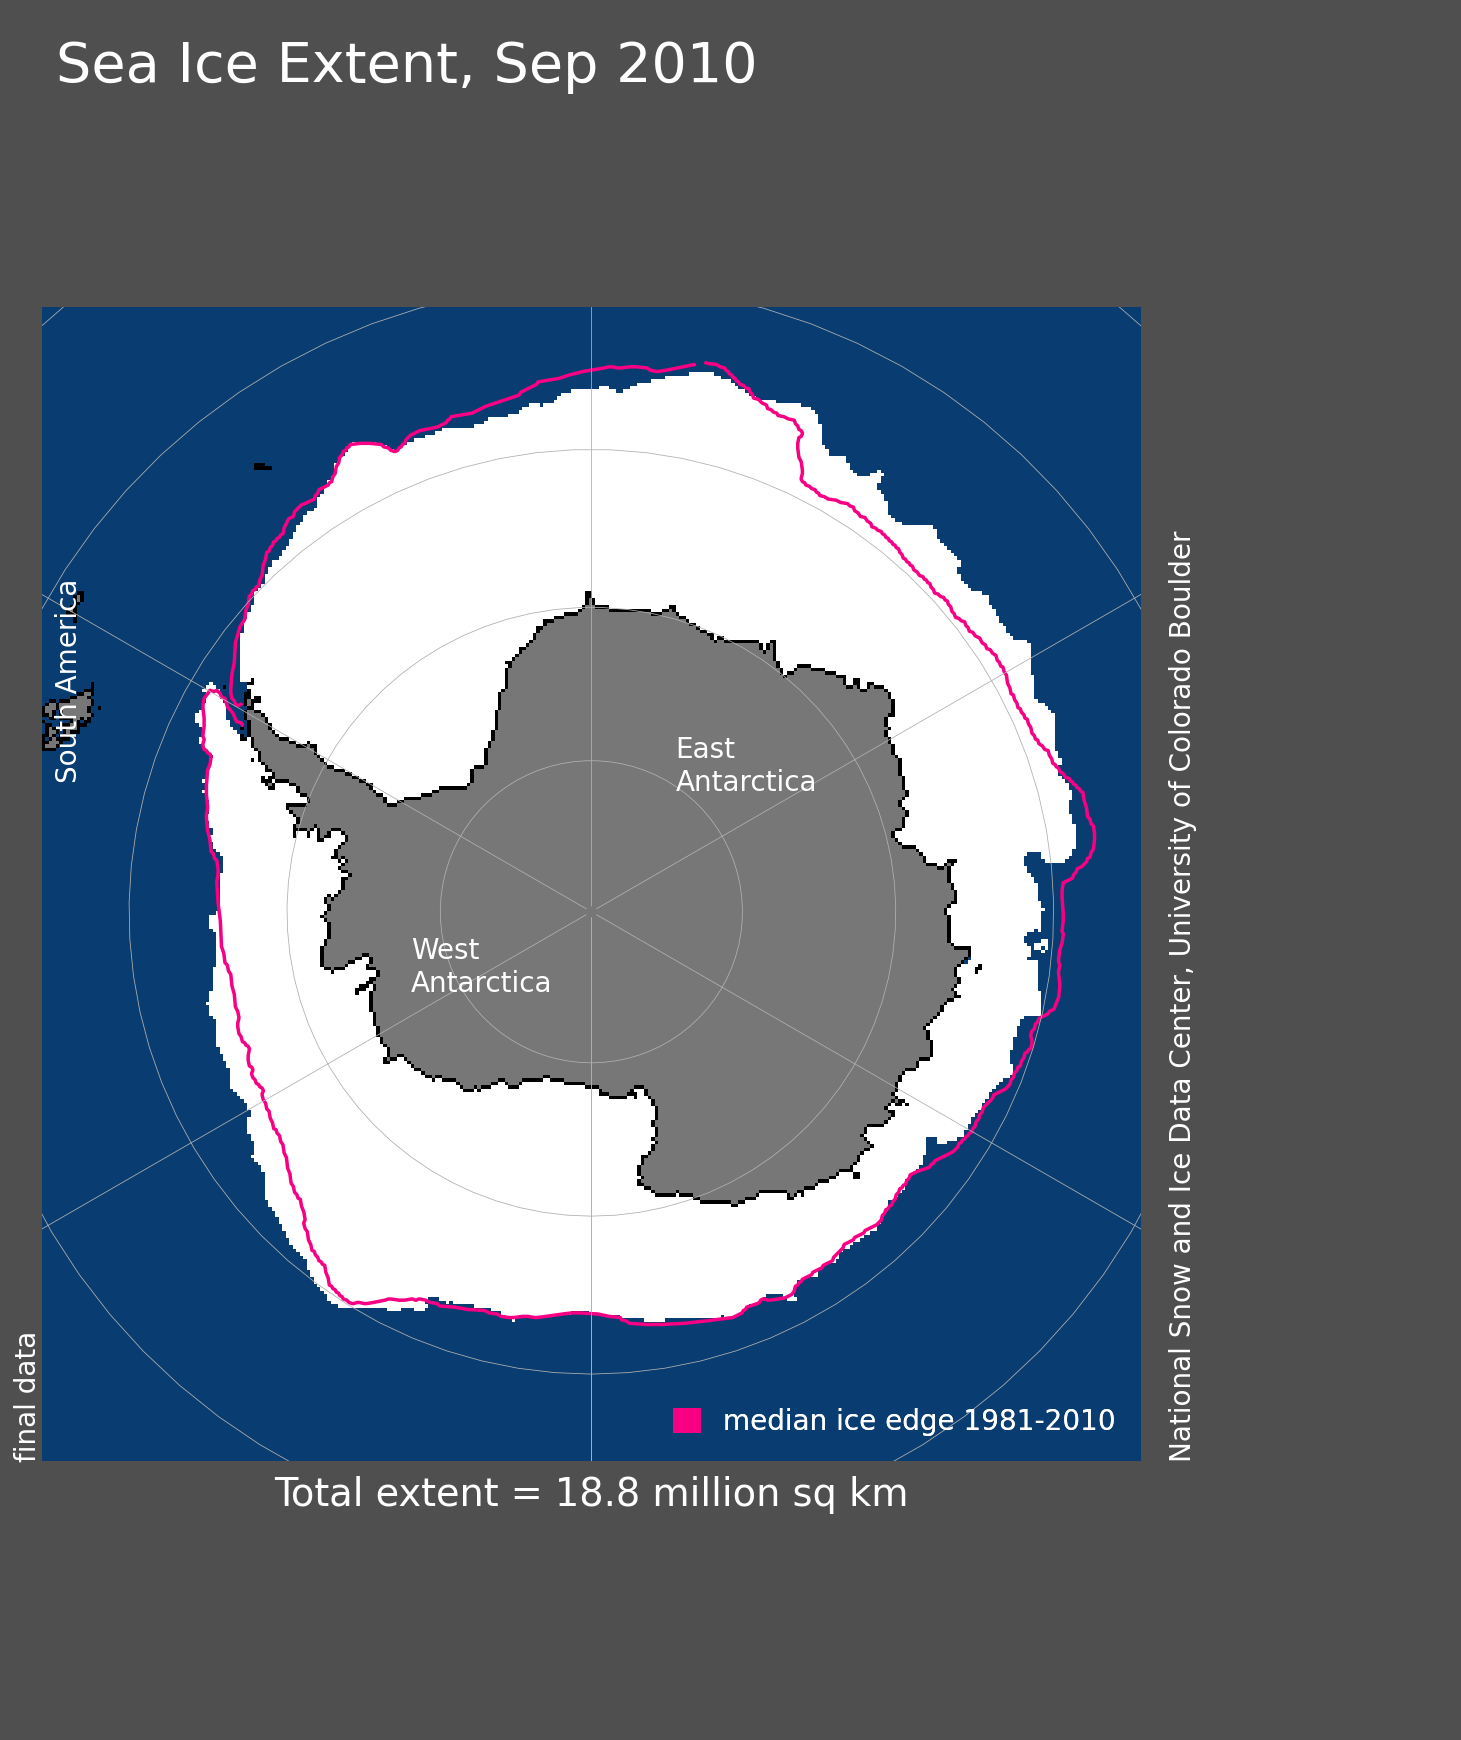 Sea Ice Extent, Sep 2010
South America
East
Antarctica
West
Antarctica
median ice edge 1981-2010
final data
National Snow and Ice Data Center, University of Colorado Boulder
Total extent = 18.8 million sq km